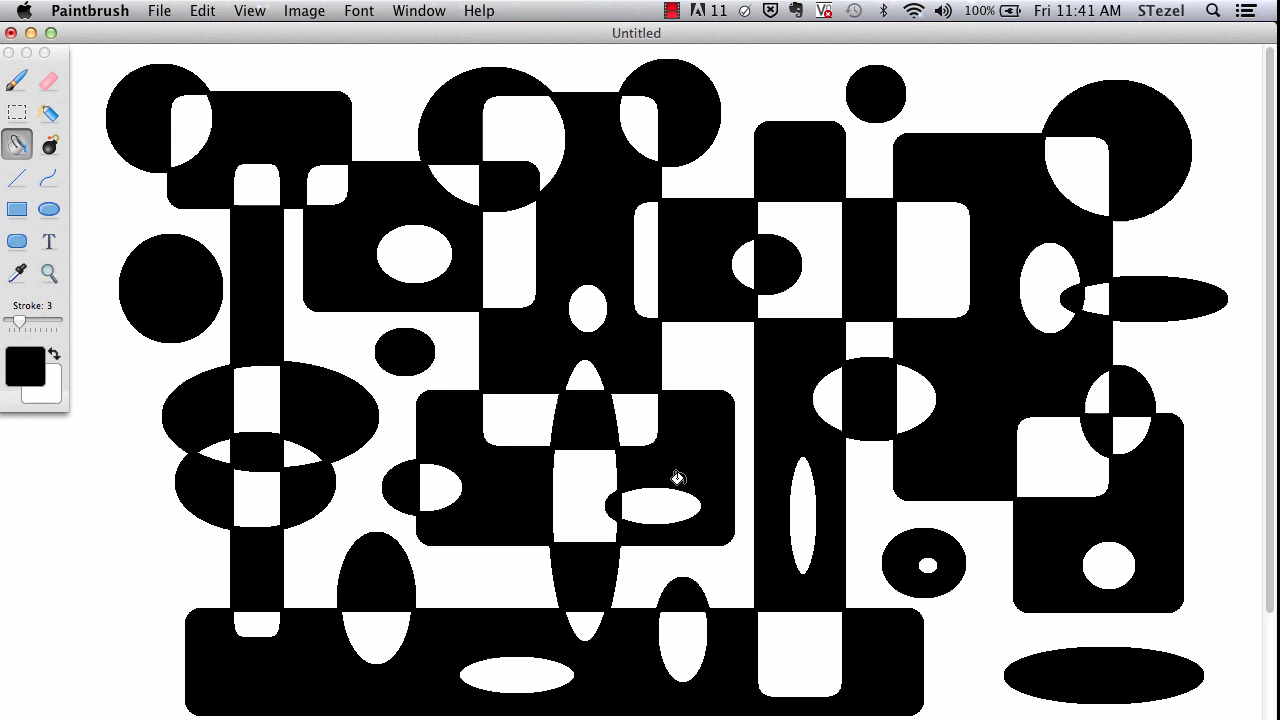 Paintbrush File Edit View Image Font Window Help 11 100% Fri 11:41 AM STezel
Untitled
T
Stroke: 3